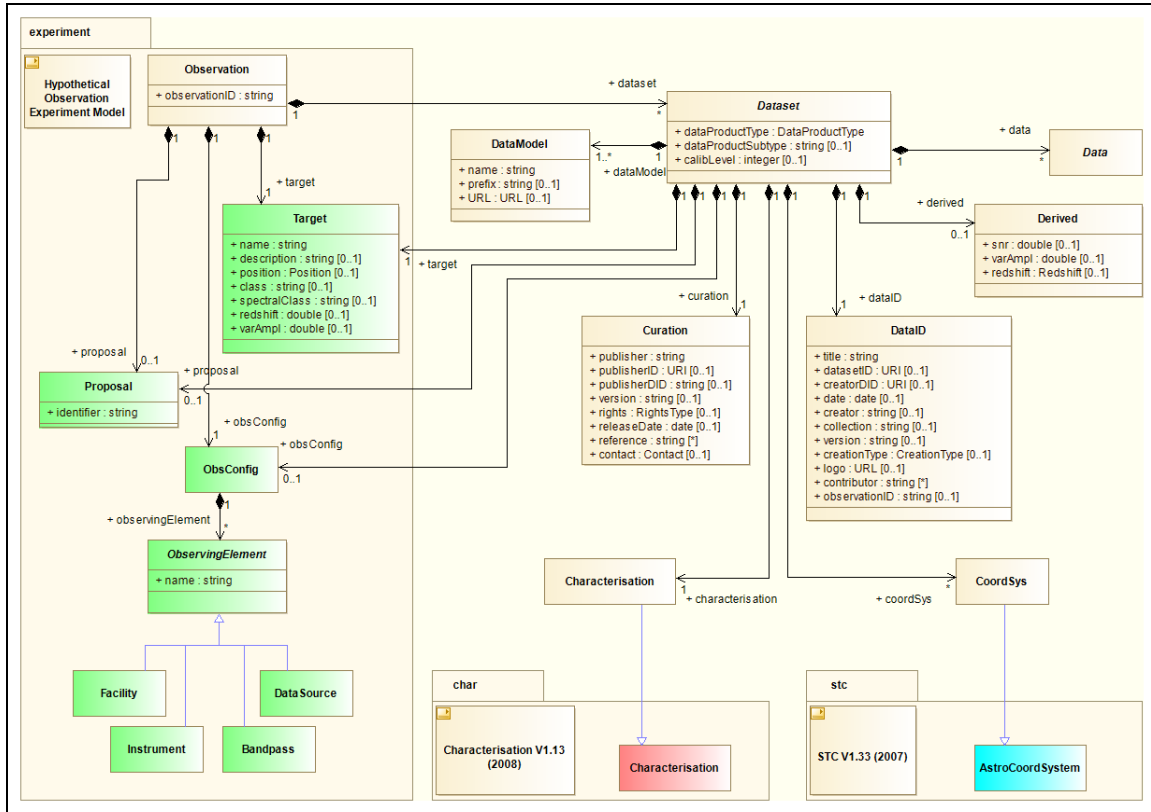 experiment
Hypothetical
Observation
Experiment Model
Observation
+ observationID : string
1
1
1
1
+ dataset
*
Dataset
+ dataProductType : DataProductType
+ dataProductSubtype : string [0..1]
+ calibLevel : integer [0..1]
1
1
1
1
1
1
1
1
1
1
+ data
*
Data
DataModel
+ name : string
+ prefix : string [0..1]
+ URL : URL [0..1]
1..*
+ dataModel
+ target
1
Target
+ name : string
+ description : string [0..1]
+ position : Position [0..1]
+ class : string [0..1]
+ spectralClass : string [0..1]
+ redshift : double [0..1]
+ varAmpl : double [0..1]
1
+ target
+ derived
0..1
Derived
+ snr : double [0..1]
+ varAmpl : double [0..1]
+ redshift : Redshift [0..1]
+ curation
1
Curation
+ publisher : string
+ publisherID : URI [0..1]
+ publisherDID : string [0..1]
+ version : string [0..1]
+ rights : RightsType [0..1]
+ releaseDate : date [0..1]
+ reference : string [*]
+ contact : Contact [0..1]
1
+ dataID
DataID
+ title : string
+ datasetID : URI [0..1]
+ creatorDID : URI [0..1]
+ date : date [0..1]
+ creator : string [0..1]
+ collection : string [0..1]
+ version : string [0..1]
+ creationType : CreationType [0..1]
+ logo : URL [0..1]
+ contributor : string [*]
+ observationID : string [0..1]
+ proposal
0..1
Proposal
+ identifier : string
+ proposal
0..1
+ obsConfig
1
+ obsConfig
0..1
ObsConfig
1
+ observingElement
*
ObservingElement
+ name : string
Facility
DataSource
Instrument
Bandpass
Characterisation
1
+ characterisation
CoordSys
*
+ coordSys
char
Characterisation V1.13
(2008)
Characterisation
stc
STC V1.33 (2007)
AstroCoordSystem